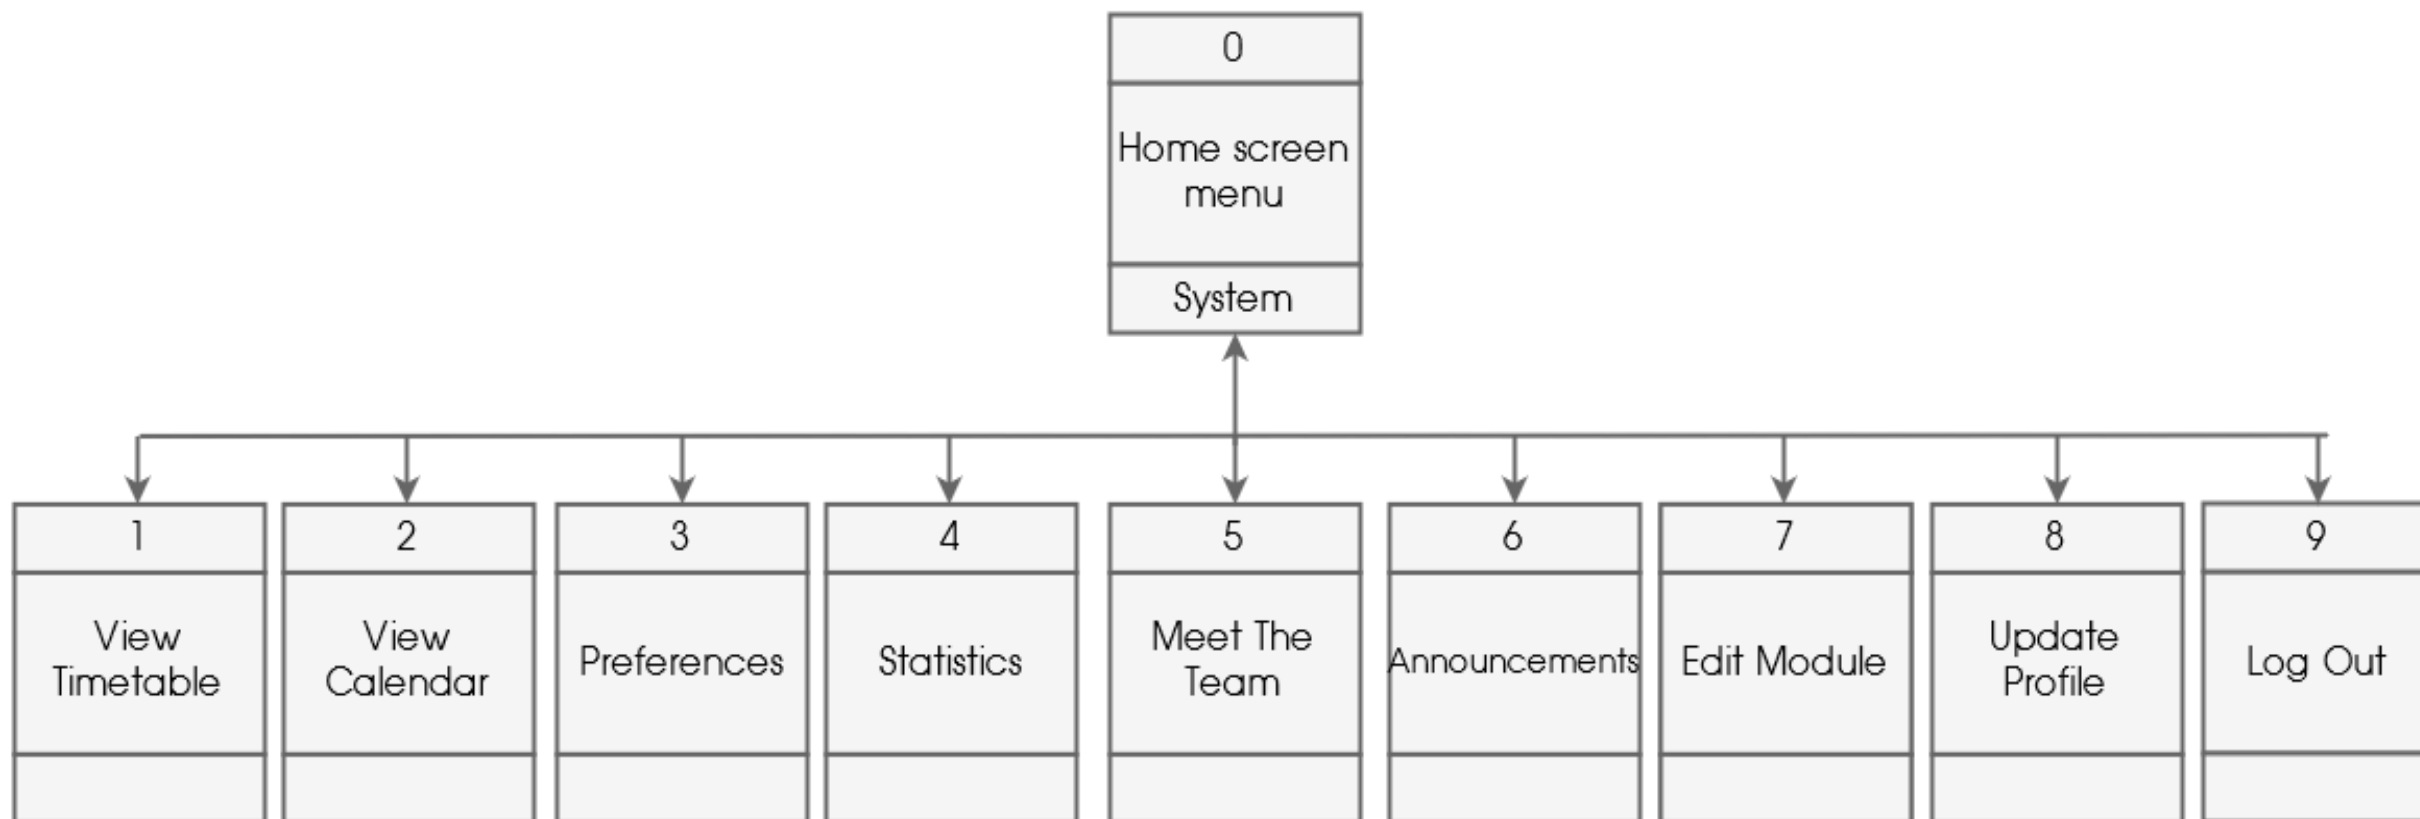 0
Home screen
menu
System
1
2
3
4
5
6
7
8
9
View
Timetable
View
Calendar
Preferences
Statistics
Meet The
Team
Announcements
Edit Module
Update
Profile
Log Out